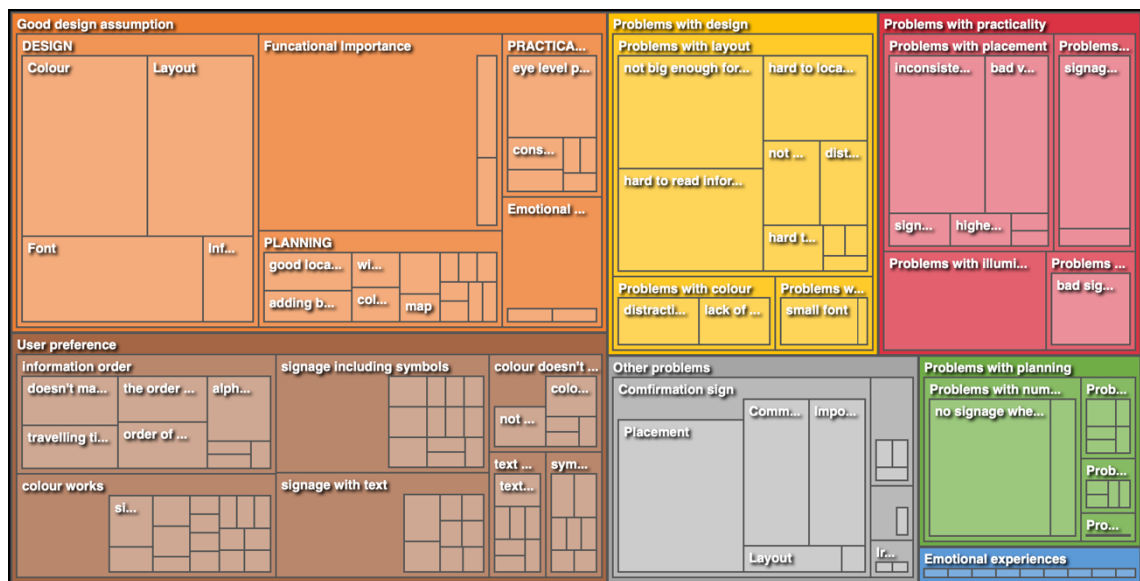 Good design assumption
DESIGN
Colour
Layout
Font
Inf...
Funcational Importance
PLANNING
good loca...
wi...
adding b...
col...
map
PRACTICA...
eye level p...
cons...
Emotional ...
Problems with design
Problems with layout
not big enough for...
hard to loca...
not ...
dist...
hard to read infor...
hard t...
Problems with colour
distracti...
lack of ...
Problems w...
small font
Problems with practicality
Problems with placement
inconsiste...
bad v...
sign...
highe...
Problems...
signag...
Problems with illumi...
Problems ...
bad sig...
User preference
information order
doesn't ma...
the order ...
alph...
travelling ti...
order of ...
signage including symbols
colour doesn't ...
colo...
not ...
colour works
si...
signage with text
text ...
text...
sym...
Other problems
Comfirmation sign
Placement
Comm...
Impo...
Layout
Ir...
Problems with planning
Problems with num...
no signage whe...
Prob...
Prob...
Pro...
Emotional experiences